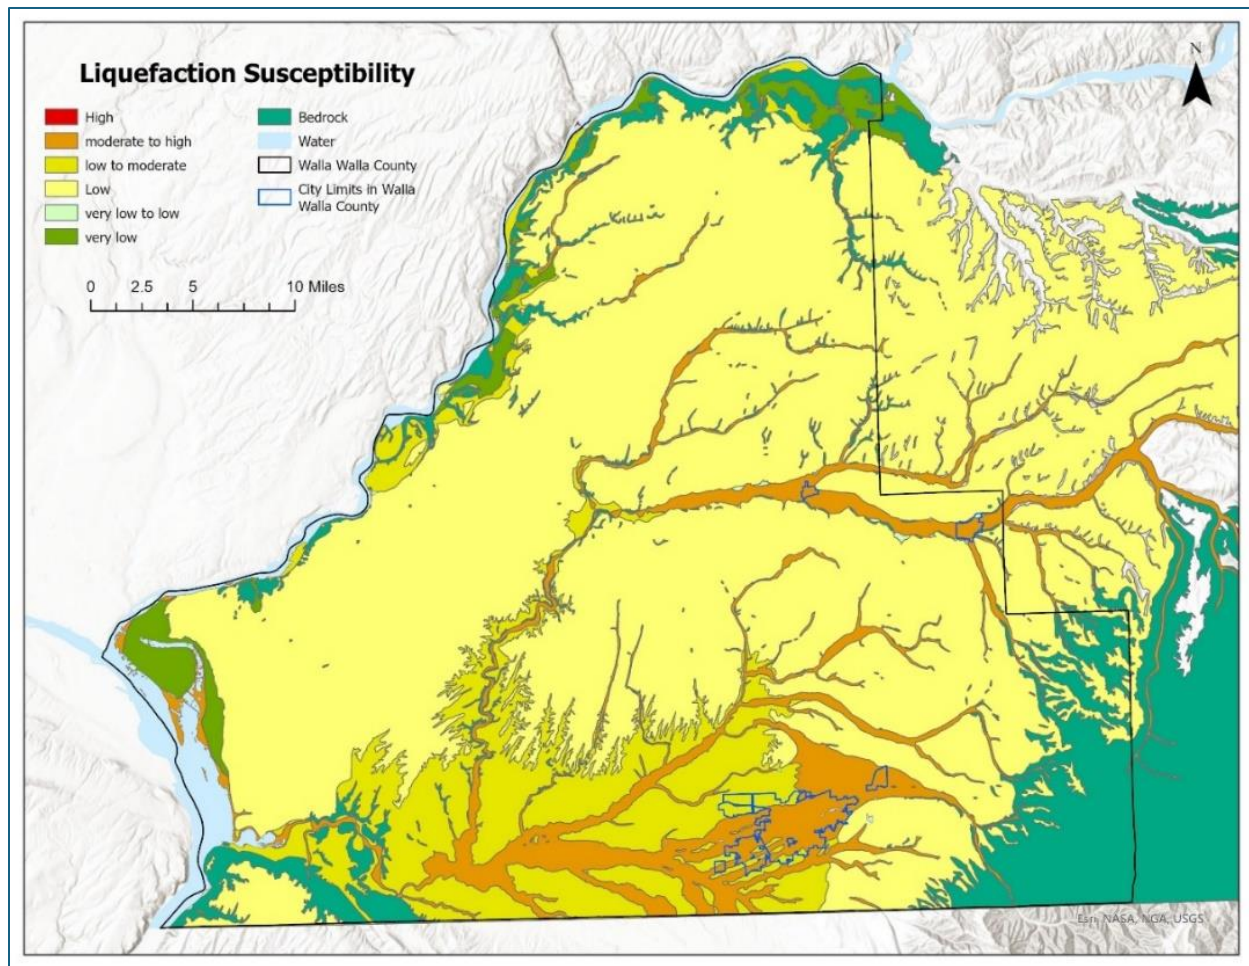 Liquefaction Susceptibility
High
moderate to high
low to moderate
Low
very low to low
very low
Bedrock
Water
Walla Walla County
City Limits in Walla
Walla County
0 2.5 5 10 Miles
N
Esri, NASA, NGA, USGS